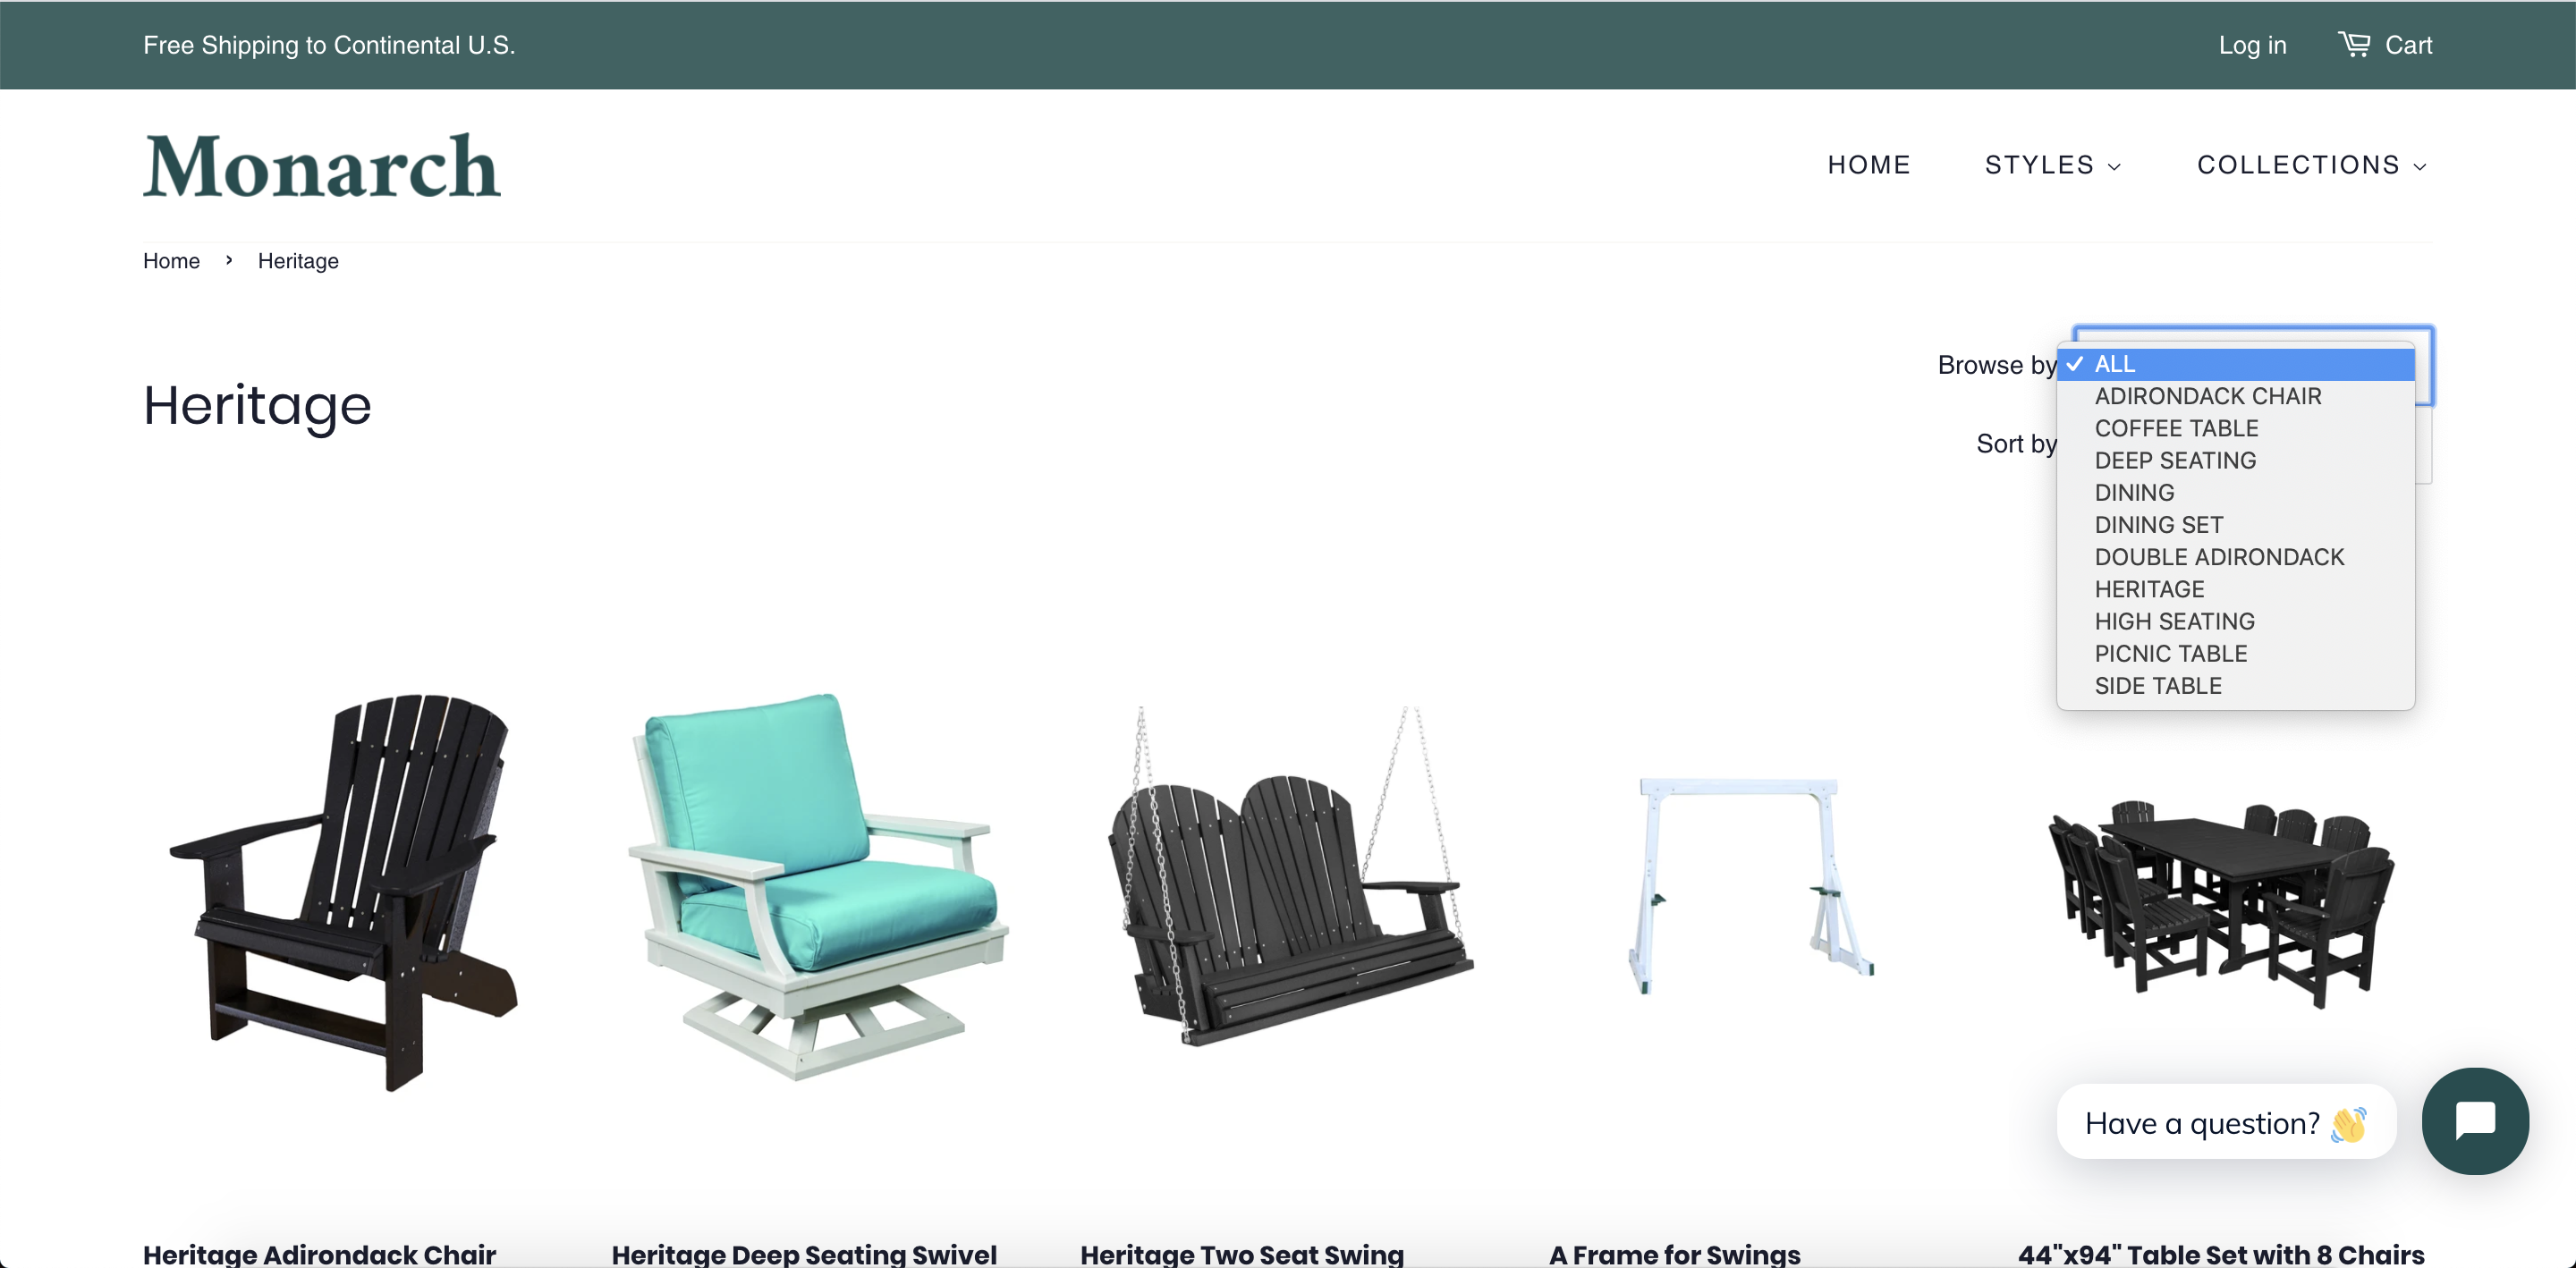 Free Shipping to Continental U.S.
Log in
Cart
Monarch
HOME
STYLES
COLLECTIONS
Home › Heritage
Heritage
Browse by
Sort by
✓ ALL
ADIRONDACK CHAIR
COFFEE TABLE
DEEP SEATING
DINING
DINING SET
DOUBLE ADIRONDACK
HERITAGE
HIGH SEATING
PICNIC TABLE
SIDE TABLE
Have a question? 👋
Heritage Adirondack Chair
Heritage Deep Seating Swivel
Heritage Two Seat Swing
A Frame for Swings
44"x94" Table Set with 8 Chairs